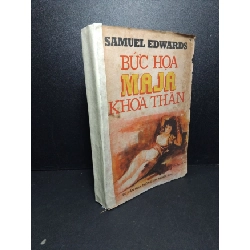 SAMUEL EDWARDS
BỨC HỌA
MAJA
KHỎA THÂN